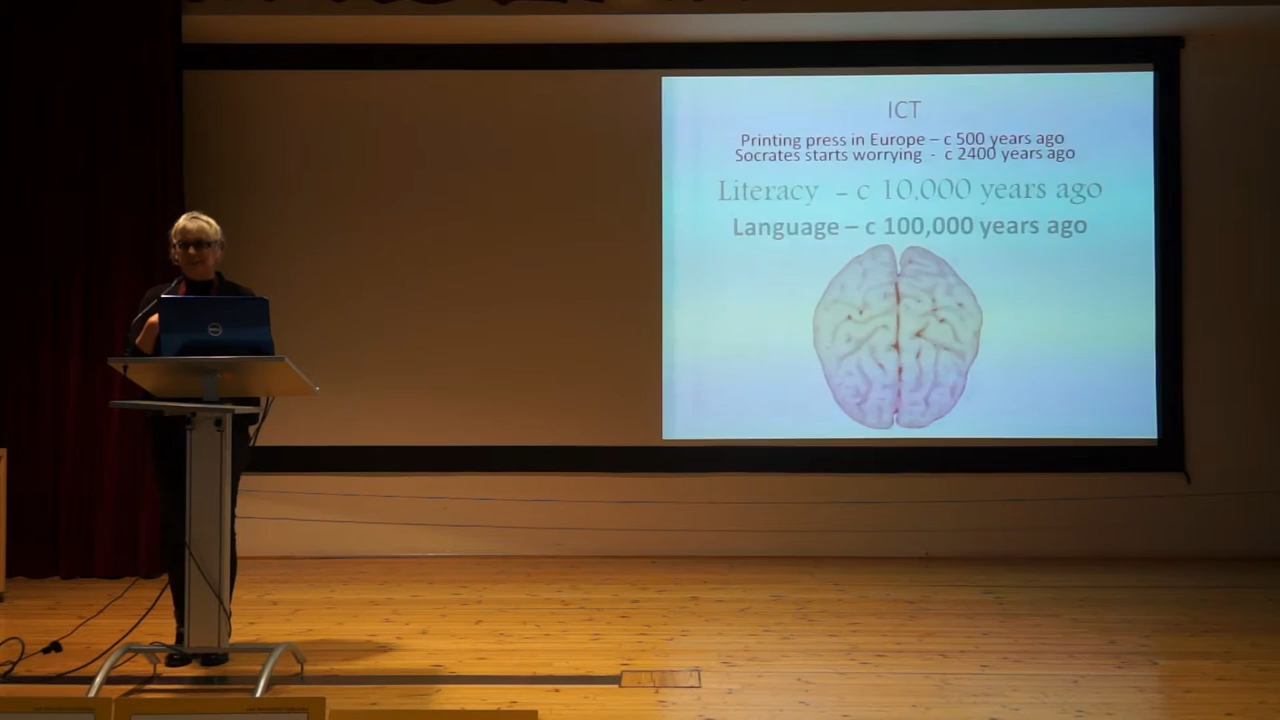 ICT
Printing press in Europe – c 500 years ago
Socrates starts worrying - c 2400 years ago
Literacy – c 10,000 years ago
Language – c 100,000 years ago
DELL